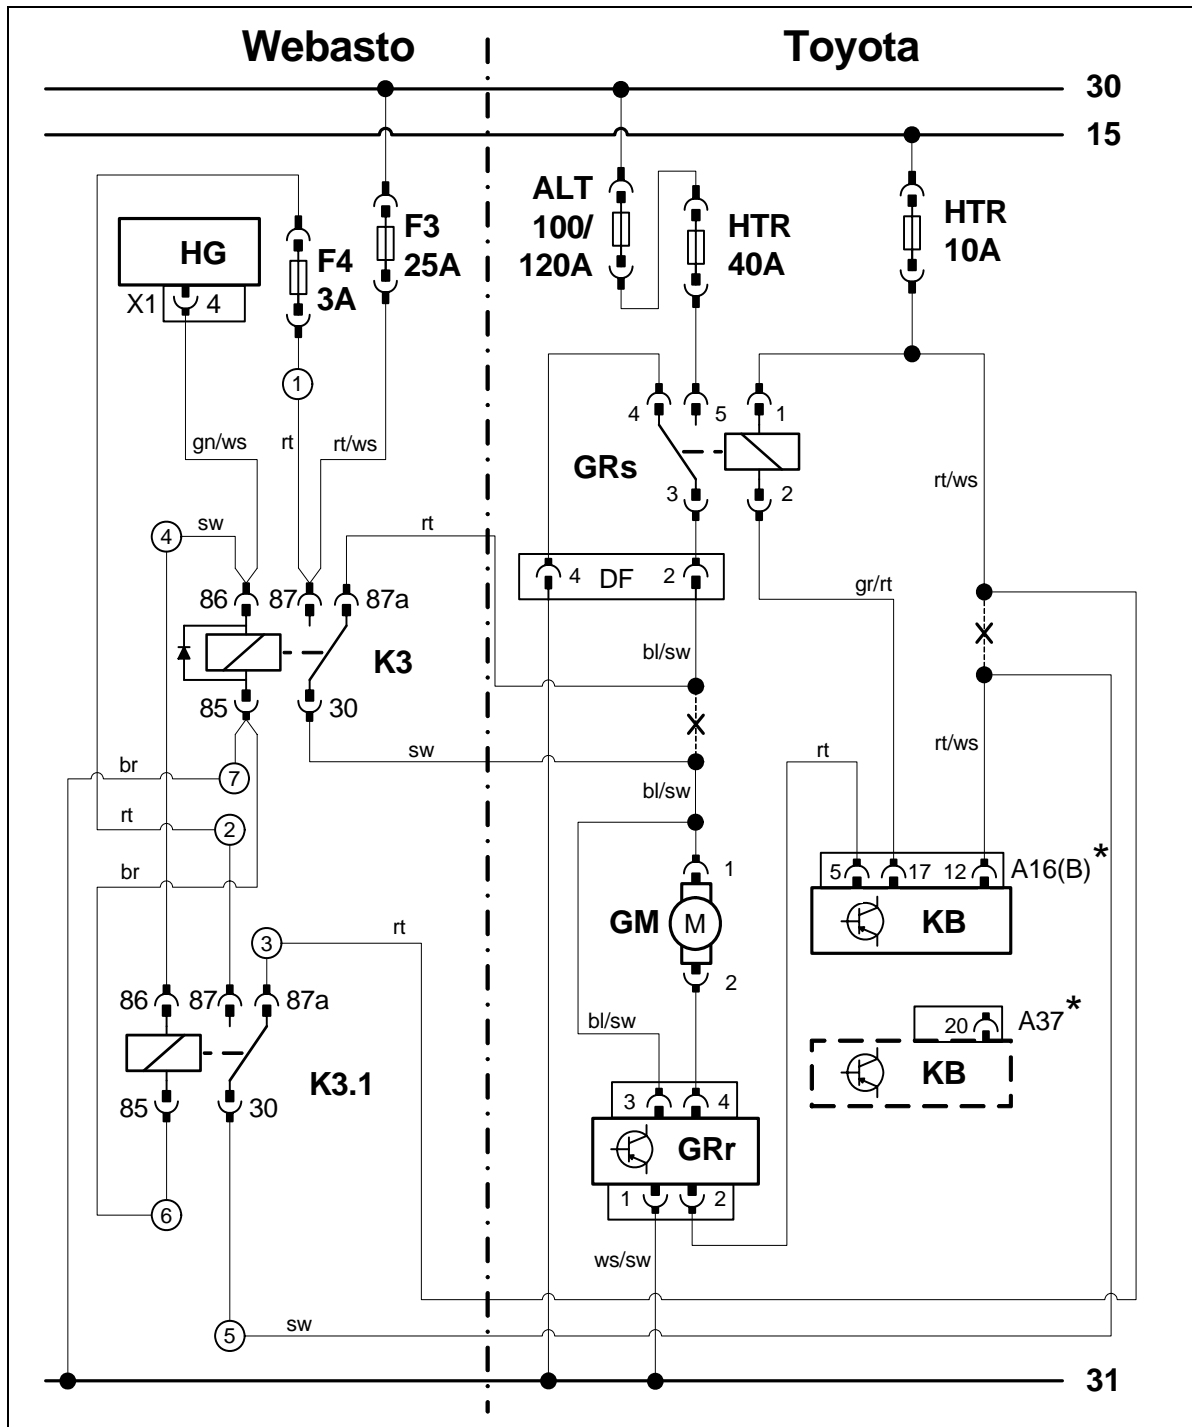 Webasto
Toyota
30
15
ALT
100/
120A
HTR
40A
HTR
10A
F3
25A
F4
3A
HG
X1 4
1
gn/ws
rt
rt/ws
4
5
1
GRs
3
2
rt/ws
4
sw
rt
86
87
87a
4
DF
2
gr/rt
K3
bl/sw
85
30
sw
br
7
bl/sw
rt
rt/ws
rt
2
br
1
5
17
12
A16(B)*
GM
M
KB
3
rt
2
86
87
87a
bl/sw
20
A37*
KB
K3.1
85
30
3
4
GRr
1
2
6
ws/sw
5
sw
31